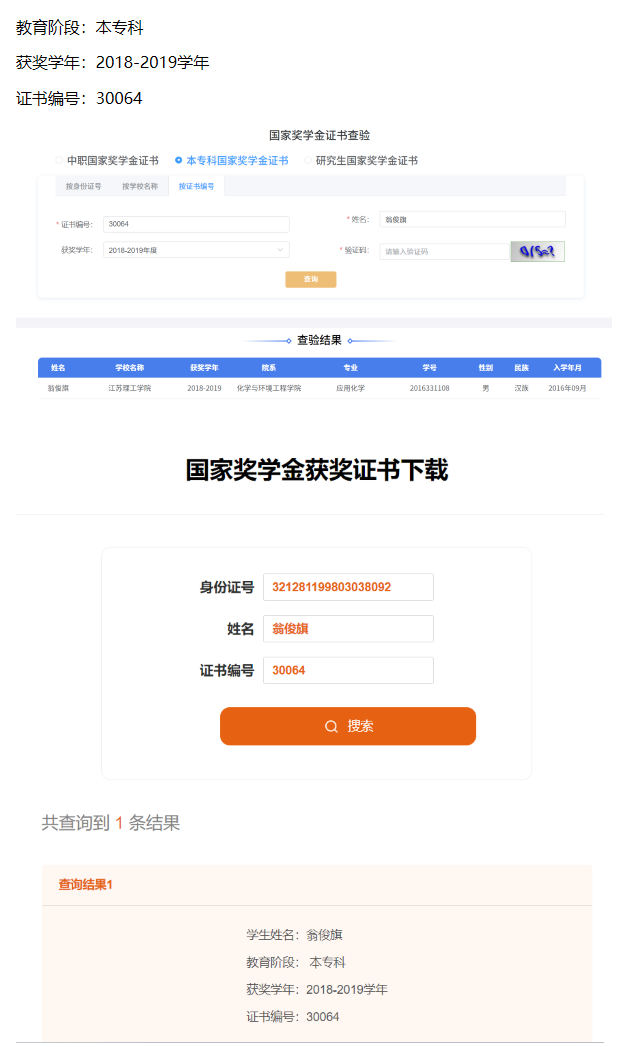 教育阶段：本专科
获奖学年：2018-2019学年
证书编号：30064
国家奖学金证书查验
中职国家奖学金证书 本专科国家奖学金证书 研究生国家奖学金证书
按身份证号 按学校名称 按证书编号
* 证书编号： 30064 * 姓名： 翁俊旗
获奖学年： 2018-2019年度 * 验证码： 请输入验证码
查询
查验结果
姓名 学校名称 获奖学年 院系 专业 学号 性别 民族 入学年月
翁俊旗 江苏理工学院 2018-2019 化学与环境工程学院 应用化学 2016331108 男 汉族 2016年09月
国家奖学金获奖证书下载
身份证号 321281199803038092
姓名 翁俊旗
证书编号 30064
搜索
共查询到 1 条结果
查询结果1
学生姓名：翁俊旗
教育阶段： 本专科
获奖学年：2018-2019学年
证书编号：30064